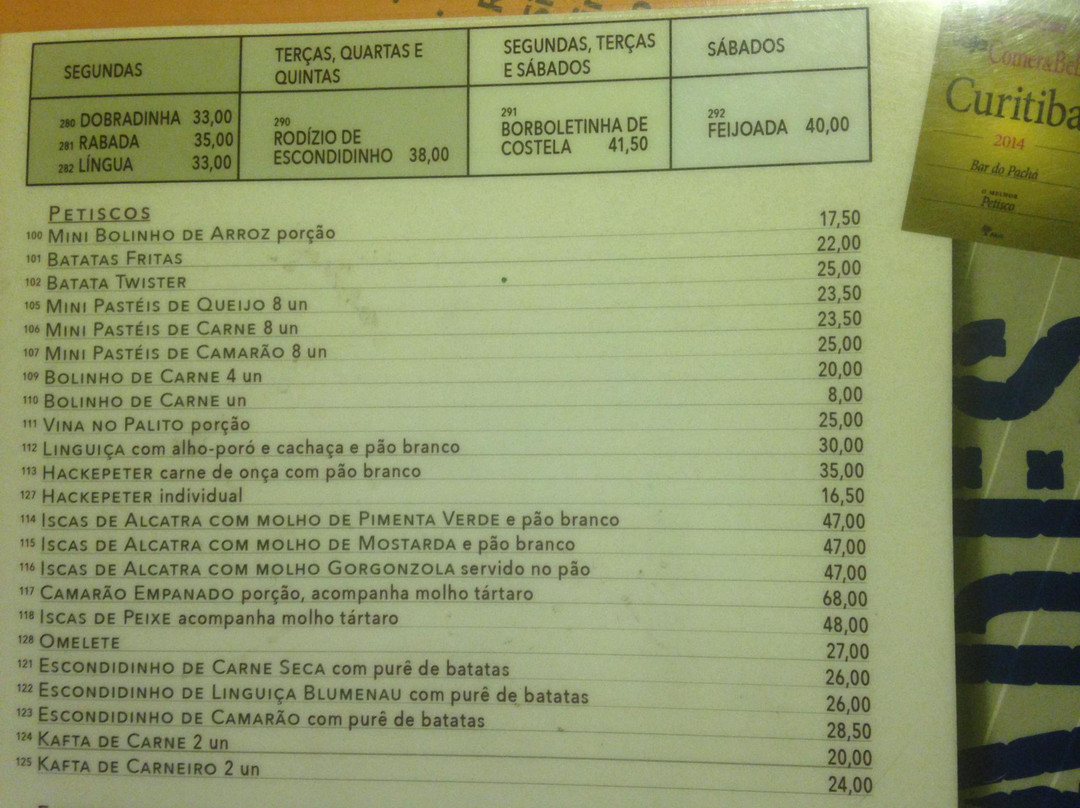 SEGUNDAS
280 DOBRADINHA 33,00
281 RABADA 35,00
282 LÍNGUA 33,00
TERÇAS, QUARTAS E
QUINTAS
290
RODÍZIO DE
ESCONDIDINHO 38,00
SEGUNDAS, TERÇAS
E SÁBADOS
291
BORBOLETINHA DE
COSTELA 41,50
SÁBADOS
292
FEIJOADA 40,00
PETISCOS
100 MINI BOLINHO DE ARROZ porção 17,50
101 BATATAS FRITAS 22,00
102 BATATA TWISTER 25,00
105 MINI PASTÉIS DE QUEIJO 8 un 23,50
106 MINI PASTÉIS DE CARNE 8 un 23,50
107 MINI PASTÉIS DE CAMARÃO 8 un 25,00
109 BOLINHO DE CARNE 4 un 20,00
110 BOLINHO DE CARNE un 8,00
111 VINA NO PALITO porção 25,00
112 LINGUIÇA com alho-poró e cachaça e pão branco 30,00
113 HACKEPETER carne de onça com pão branco 35,00
127 HACKEPETER individual 16,50
114 ISCAS DE ALCATRA COM MOLHO DE PIMENTA VERDE e pão branco 47,00
115 ISCAS DE ALCATRA COM MOLHO DE MOSTARDA e pão branco 47,00
116 ISCAS DE ALCATRA COM MOLHO GORGONZOLA servido no pão 47,00
117 CAMARÃO EMPANADO porção, acompanha molho tártaro 68,00
118 ISCAS DE PEIXE acompanha molho tártaro 48,00
128 OMELETE 27,00
121 ESCONDIDINHO DE CARNE SECA com purê de batatas 26,00
122 ESCONDIDINHO DE LINGUIÇA BLUMENAU com purê de batatas 26,00
123 ESCONDIDINHO DE CAMARÃO com purê de batatas 28,50
124 KAFTA DE CARNE 2 un 20,00
125 KAFTA DE CARNEIRO 2 un 24,00
Comer&Be
Curitiba
2014
Bar do Pachá
O MELHOR
Petisco